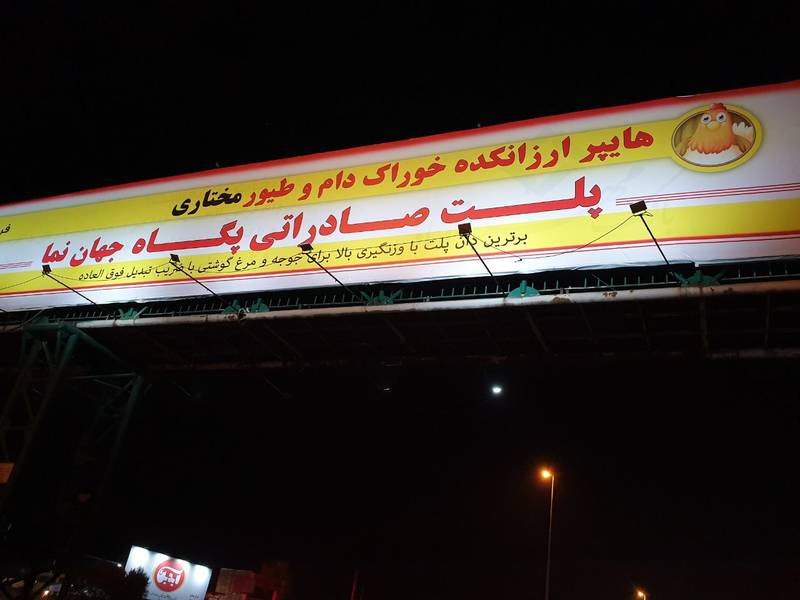 هایپر ارزانکده خوراک دام و طیور مختاری
پلت صادراتی پگاه جهان نما
برترین دان پلت با وزنگیری بالا برای جوجه و مرغ گوشتی با ضریب تبدیل فوق العاده